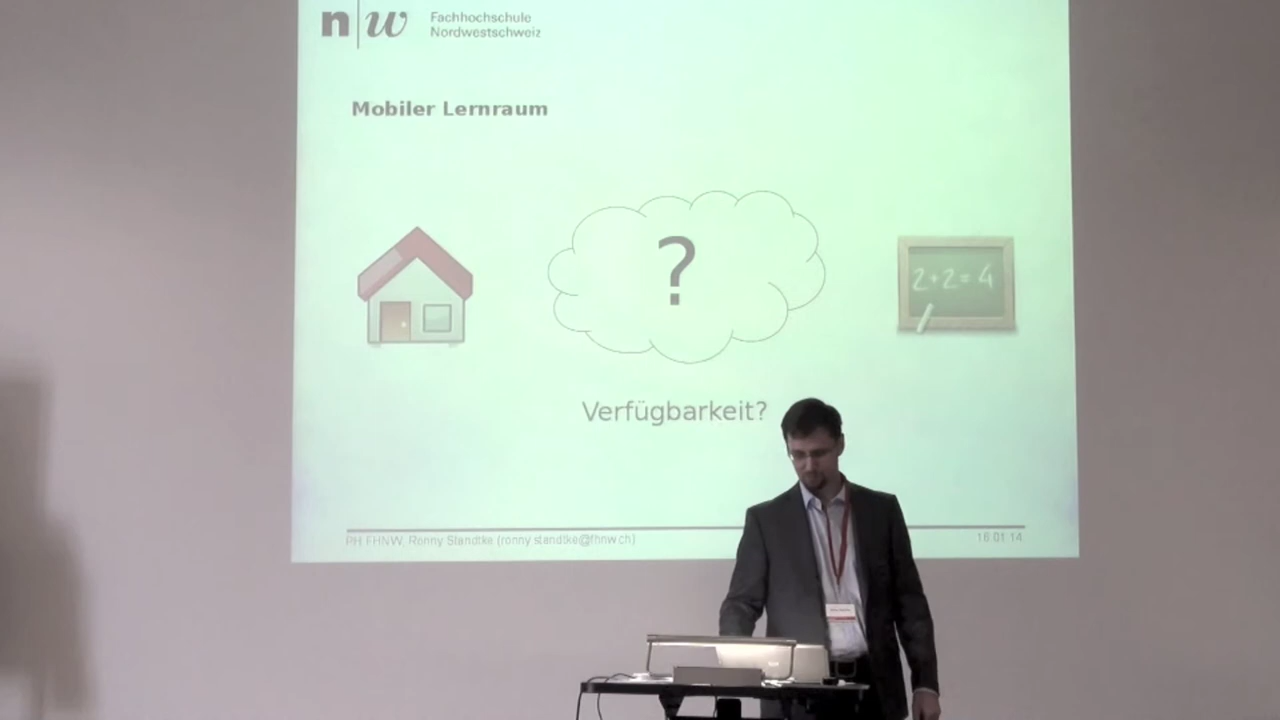 n|w Fachhochschule
Nordwestschweiz
Mobiler Lernraum
?
2+2=4
Verfügbarkeit?
PH FHNW, Ronny Standtke (ronny.standtke@fhnw.ch)
16.01.14